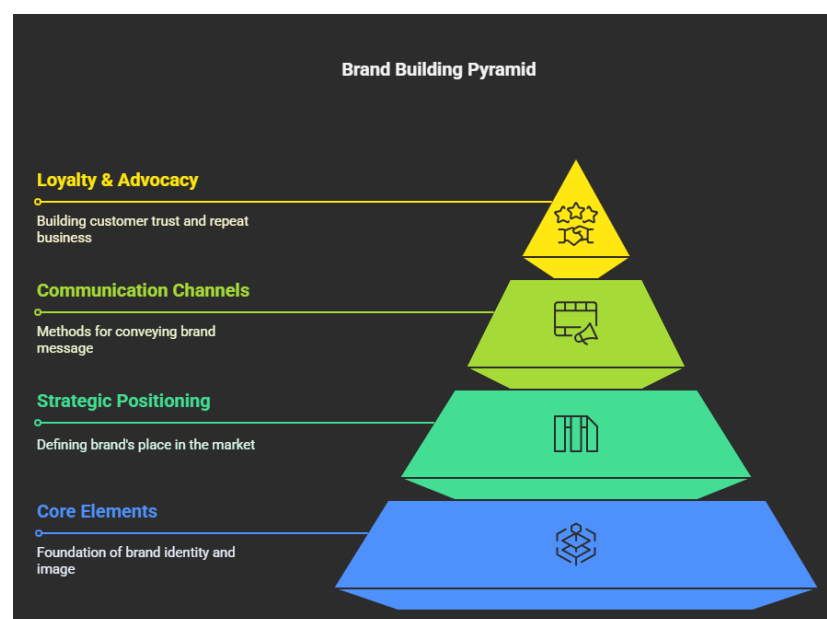 Brand Building Pyramid
Loyalty & Advocacy
Building customer trust and repeat
business
Communication Channels
Methods for conveying brand
message
Strategic Positioning
Defining brand's place in the market
Core Elements
Foundation of brand identity and
image